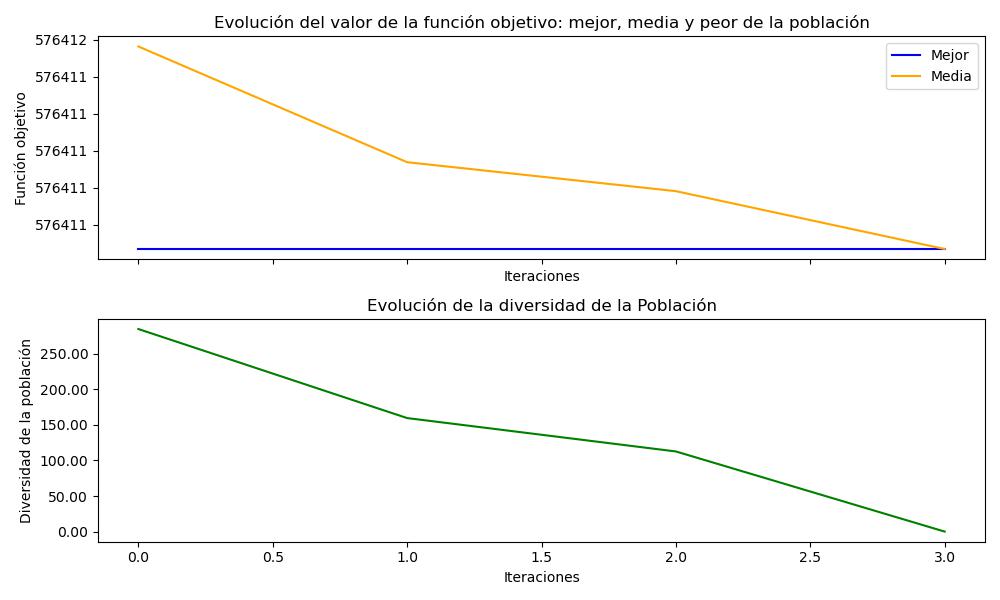 Evolución del valor de la función objetivo: mejor, media y peor de la población
576412
576411
576411
576411
576411
576411
Función objetivo
Mejor
Media
Iteraciones
Evolución de la diversidad de la Población
250.00
200.00
150.00
100.00
50.00
0.00
Diversidad de la población
0.0 0.5 1.0 1.5 2.0 2.5 3.0
Iteraciones